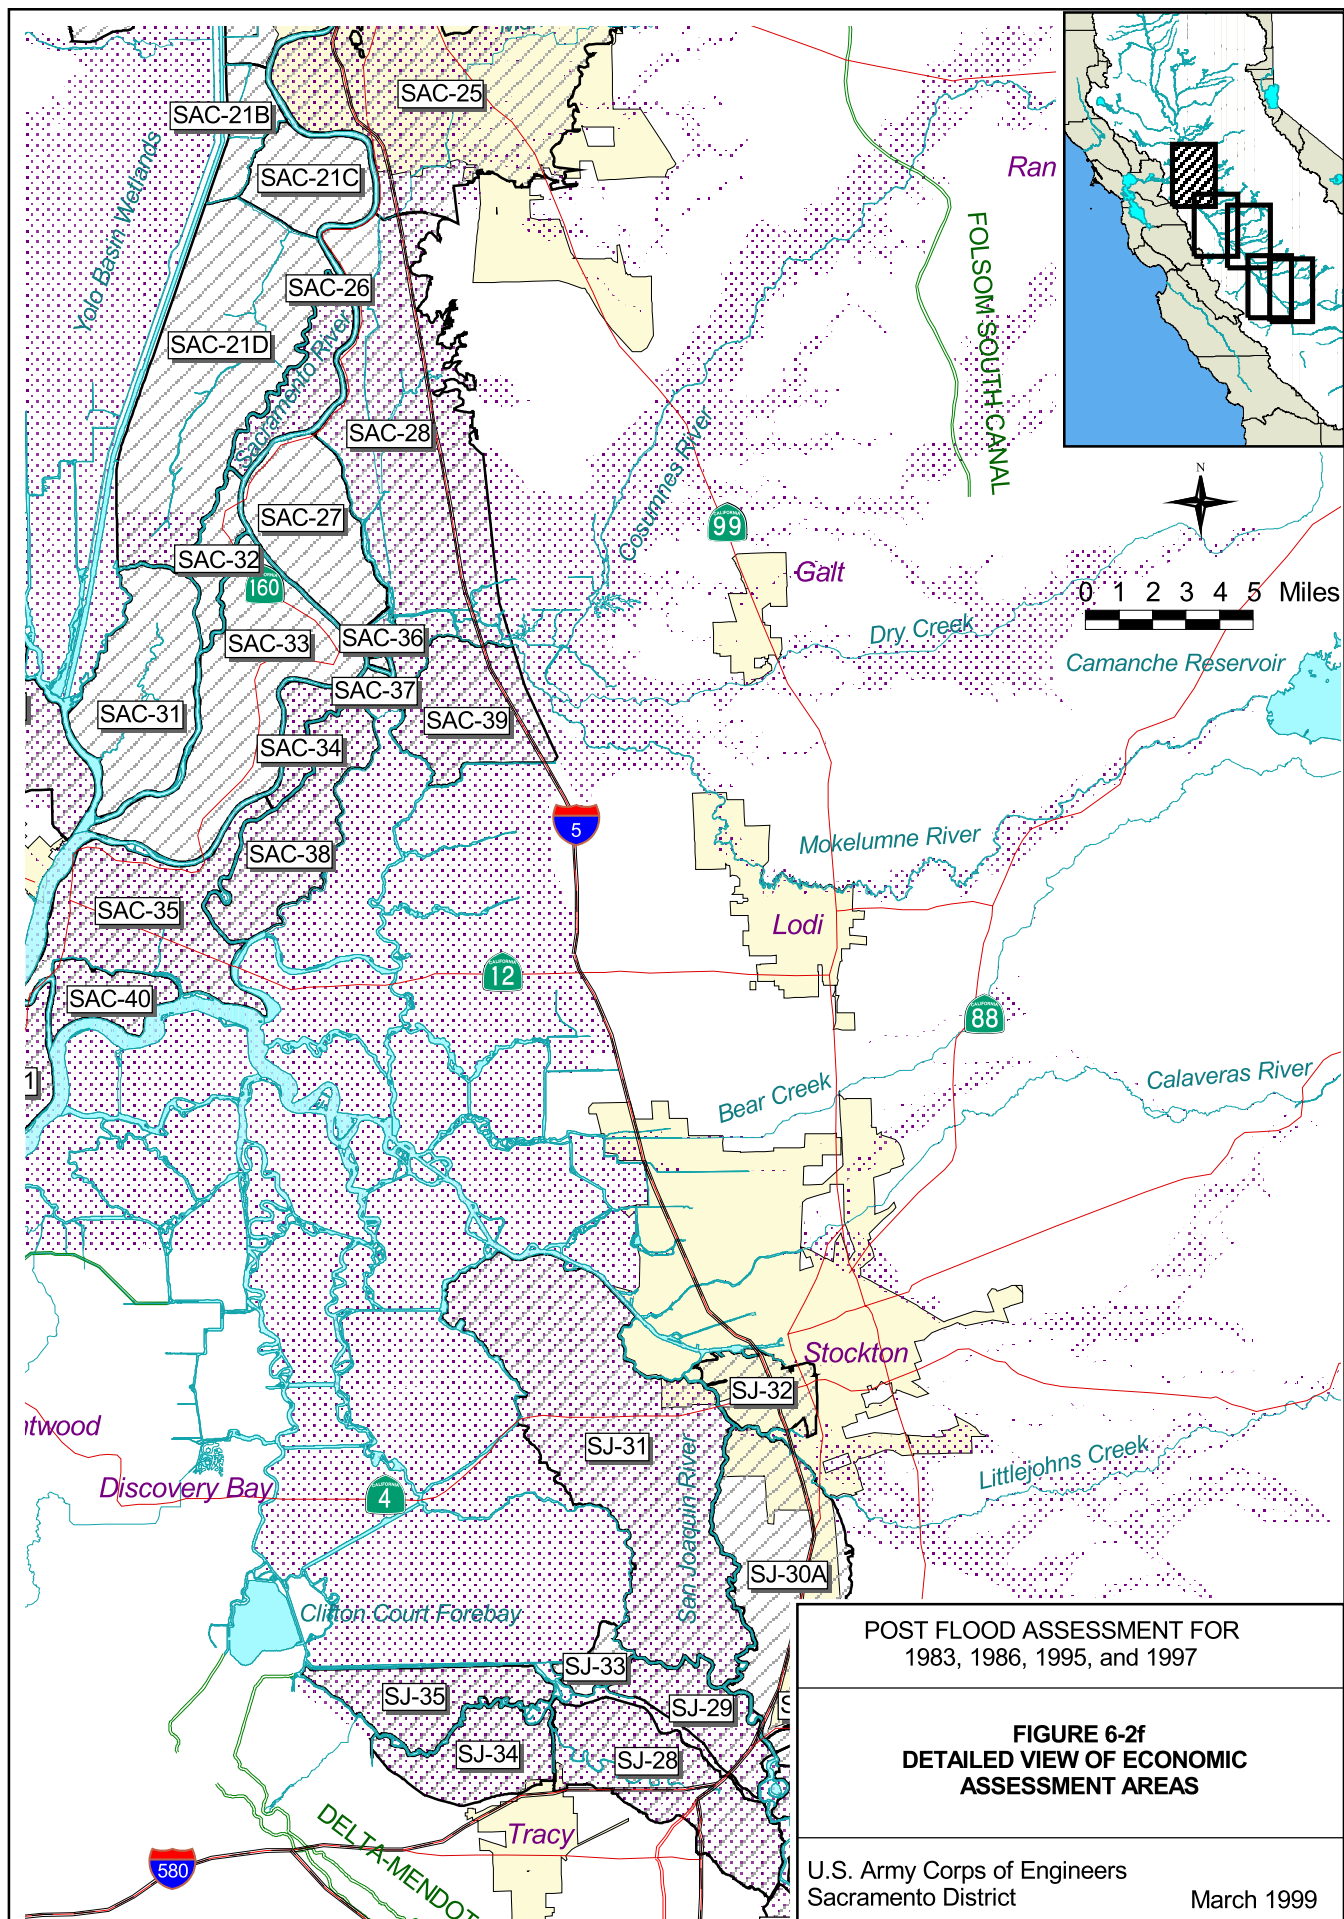 SAC-25
SAC-21B
SAC-21C
Yolo Basin Wetlands
Ran
FOLSOM SOUTH CANAL
SAC-26
SAC-21D
Sacramento River
SAC-28
Cosumnes River
N
SAC-27
CALIFORNIA
99
SAC-32
160
Galt
0 1 2 3 4 5 Miles
Dry Creek
SAC-36
SAC-33
Camanche Reservoir
SAC-37
SAC-31
SAC-39
SAC-34
5
Mokelumne River
SAC-38
SAC-35
Lodi
CALIFORNIA
12
SAC-40
CALIFORNIA
88
1
Bear Creek
Calaveras River
Stockton
SJ-32
ntwood
SJ-31
San Joaquin River
Littlejohns Creek
Discovery Bay
CALIFORNIA
4
SJ-30A
Clifton Court Forebay
SJ-33
SJ-35
SJ-29
S
SJ-34
SJ-28
DELTA-MENDOT
Tracy
580
POST FLOOD ASSESSMENT FOR
1983, 1986, 1995, and 1997
FIGURE 6-2f
DETAILED VIEW OF ECONOMIC
ASSESSMENT AREAS
U.S. Army Corps of Engineers
Sacramento District
March 1999